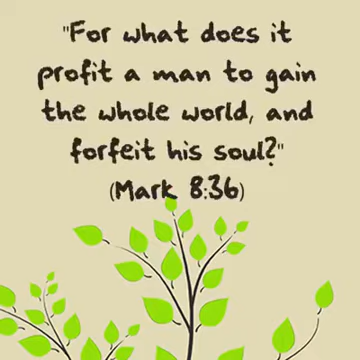 "For what does it
profit a man to gain
the whole world, and
forfeit his soul?"
(Mark 8:36)